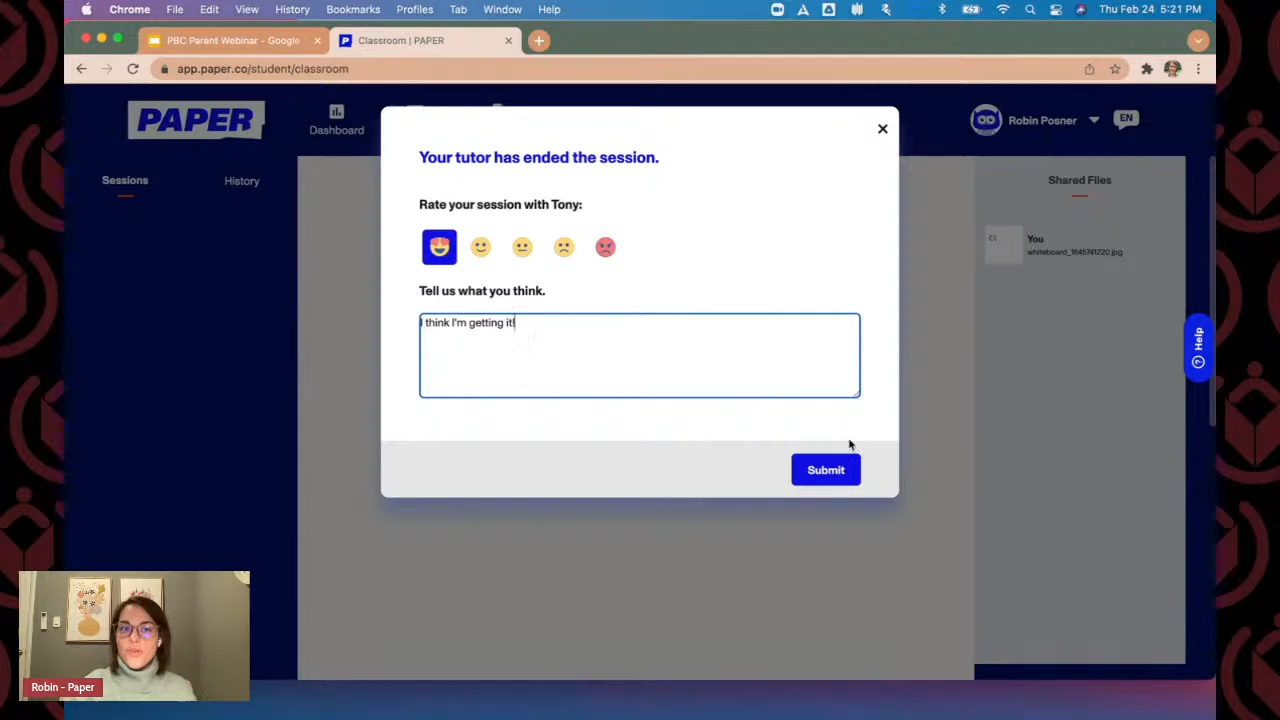 Chrome File Edit View History Bookmarks Profiles Tab Window Help Thu Feb 24 5:21 PM
PBC Parent Webinar - Google
Classroom | PAPER
app.paper.co/student/classroom
PAPER
Dashboard
Robin Posner
EN
Sessions
History
Your tutor has ended the session.
Rate your session with Tony:
Tell us what you think.
I think I'm getting it!
Submit
Shared Files
You
whiteboard_1645741220.jpg
Help
Robin - Paper